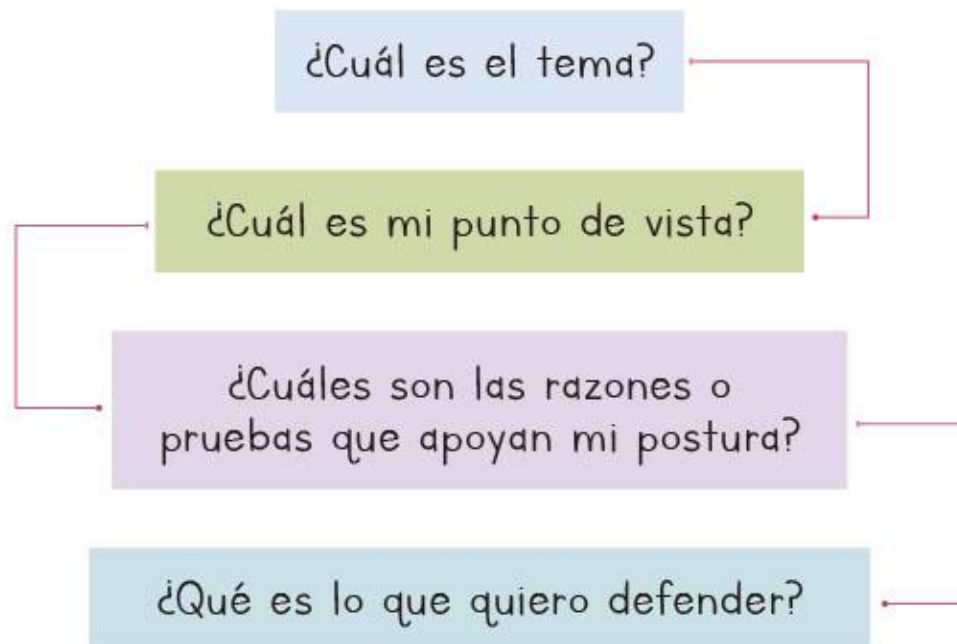 ¿Cuál es el tema?
¿Cuál es mi punto de vista?
¿Cuáles son las razones o
pruebas que apoyan mi postura?
¿Qué es lo que quiero defender?